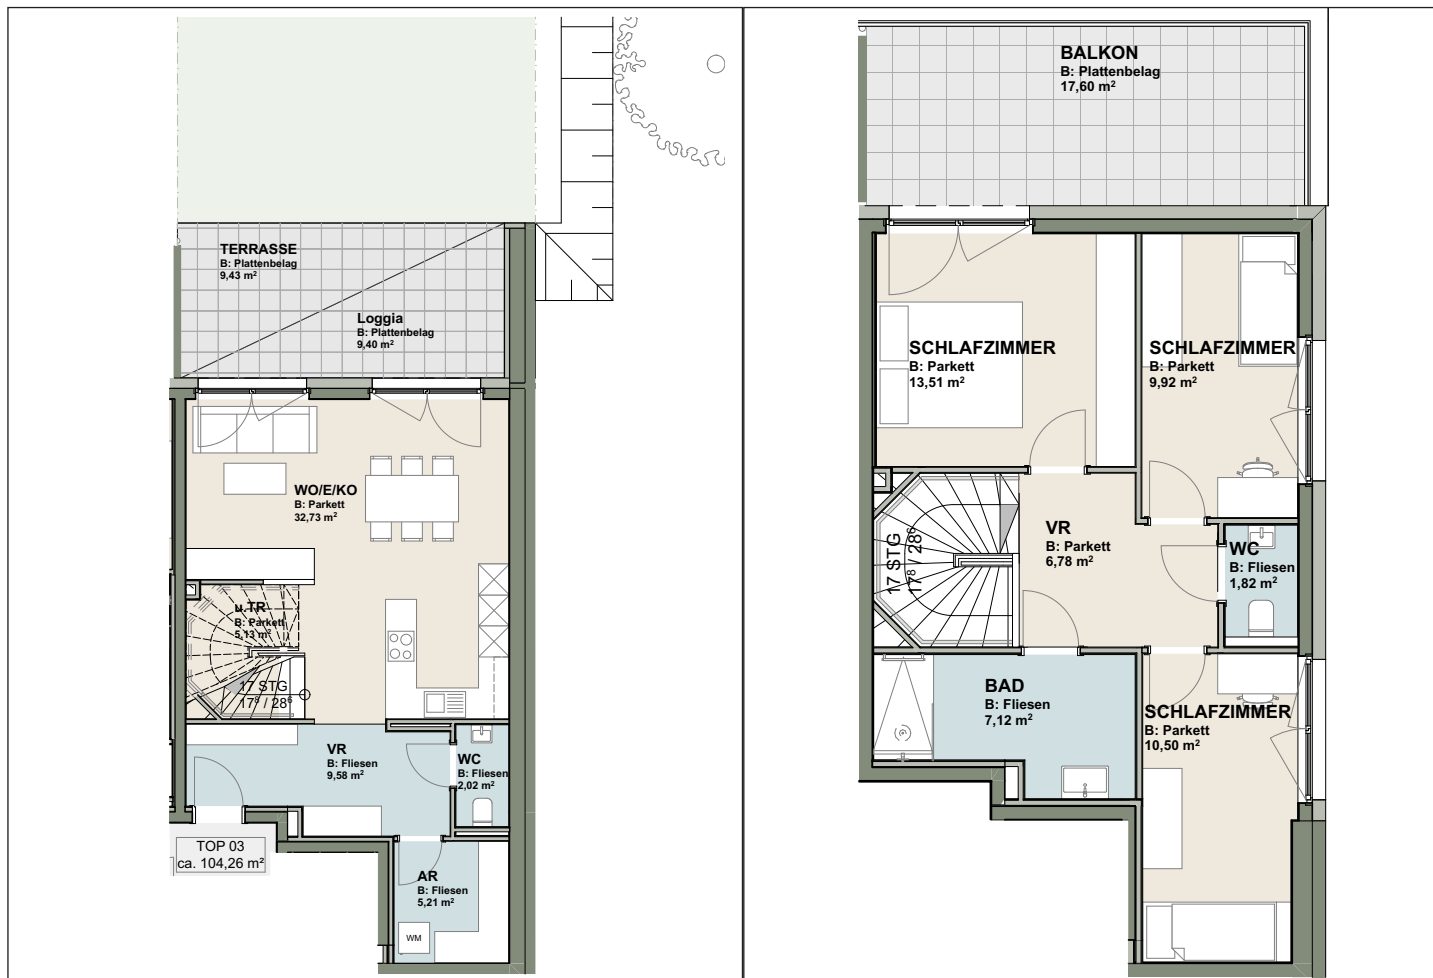 TERRASSE
B: Plattenbelag
9,43 m²
Loggia
B: Plattenbelag
9,40 m²
WO/E/KO
B: Parkett
32,73 m²
u.TR
B: Parkett
5,13 m²
17 STG
17⁸ / 28⁶
VR
B: Fliesen
9,58 m²
WC
B: Fliesen
2,02 m²
TOP 03
ca. 104,26 m²
AR
B: Fliesen
5,21 m²
WM
BALKON
B: Plattenbelag
17,60 m²
SCHLAFZIMMER
B: Parkett
13,51 m²
SCHLAFZIMMER
B: Parkett
9,92 m²
17 STG
17⁸ / 28⁶
VR
B: Parkett
6,78 m²
WC
B: Fliesen
1,82 m²
BAD
B: Fliesen
7,12 m²
SCHLAFZIMMER
B: Parkett
10,50 m²